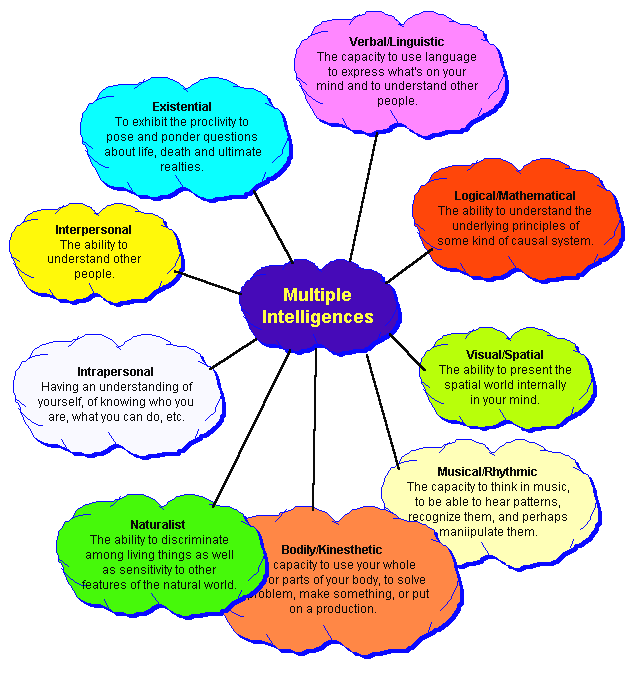 Verbal/Linguistic
The capacity to use language
to express what's on your
mind and to understand other
people.
Existential
To exhibit the proclivity to
pose and ponder questions
about life, death and ultimate
realties.
Logical/Mathematical
The ability to understand the
underlying principles of
some kind of causal system.
Interpersonal
The ability to
understand other
people.
Multiple
Intelligences
Visual/Spatial
The ability to present the
spatial world internally
in your mind.
Intrapersonal
Having an understanding of
yourself, of knowing who you
are, what you can do, etc.
Musical/Rhythmic
The capacity to think in music,
to be able to hear patterns,
recognize them, and perhaps
maniipulate them.
Naturalist
The ability to discriminate
among living things as well
as sensitivity to other
features of the natural world.
Bodily/Kinesthetic
capacity to use your whole
or parts of your body, to solve
problem, make something, or put
on a production.